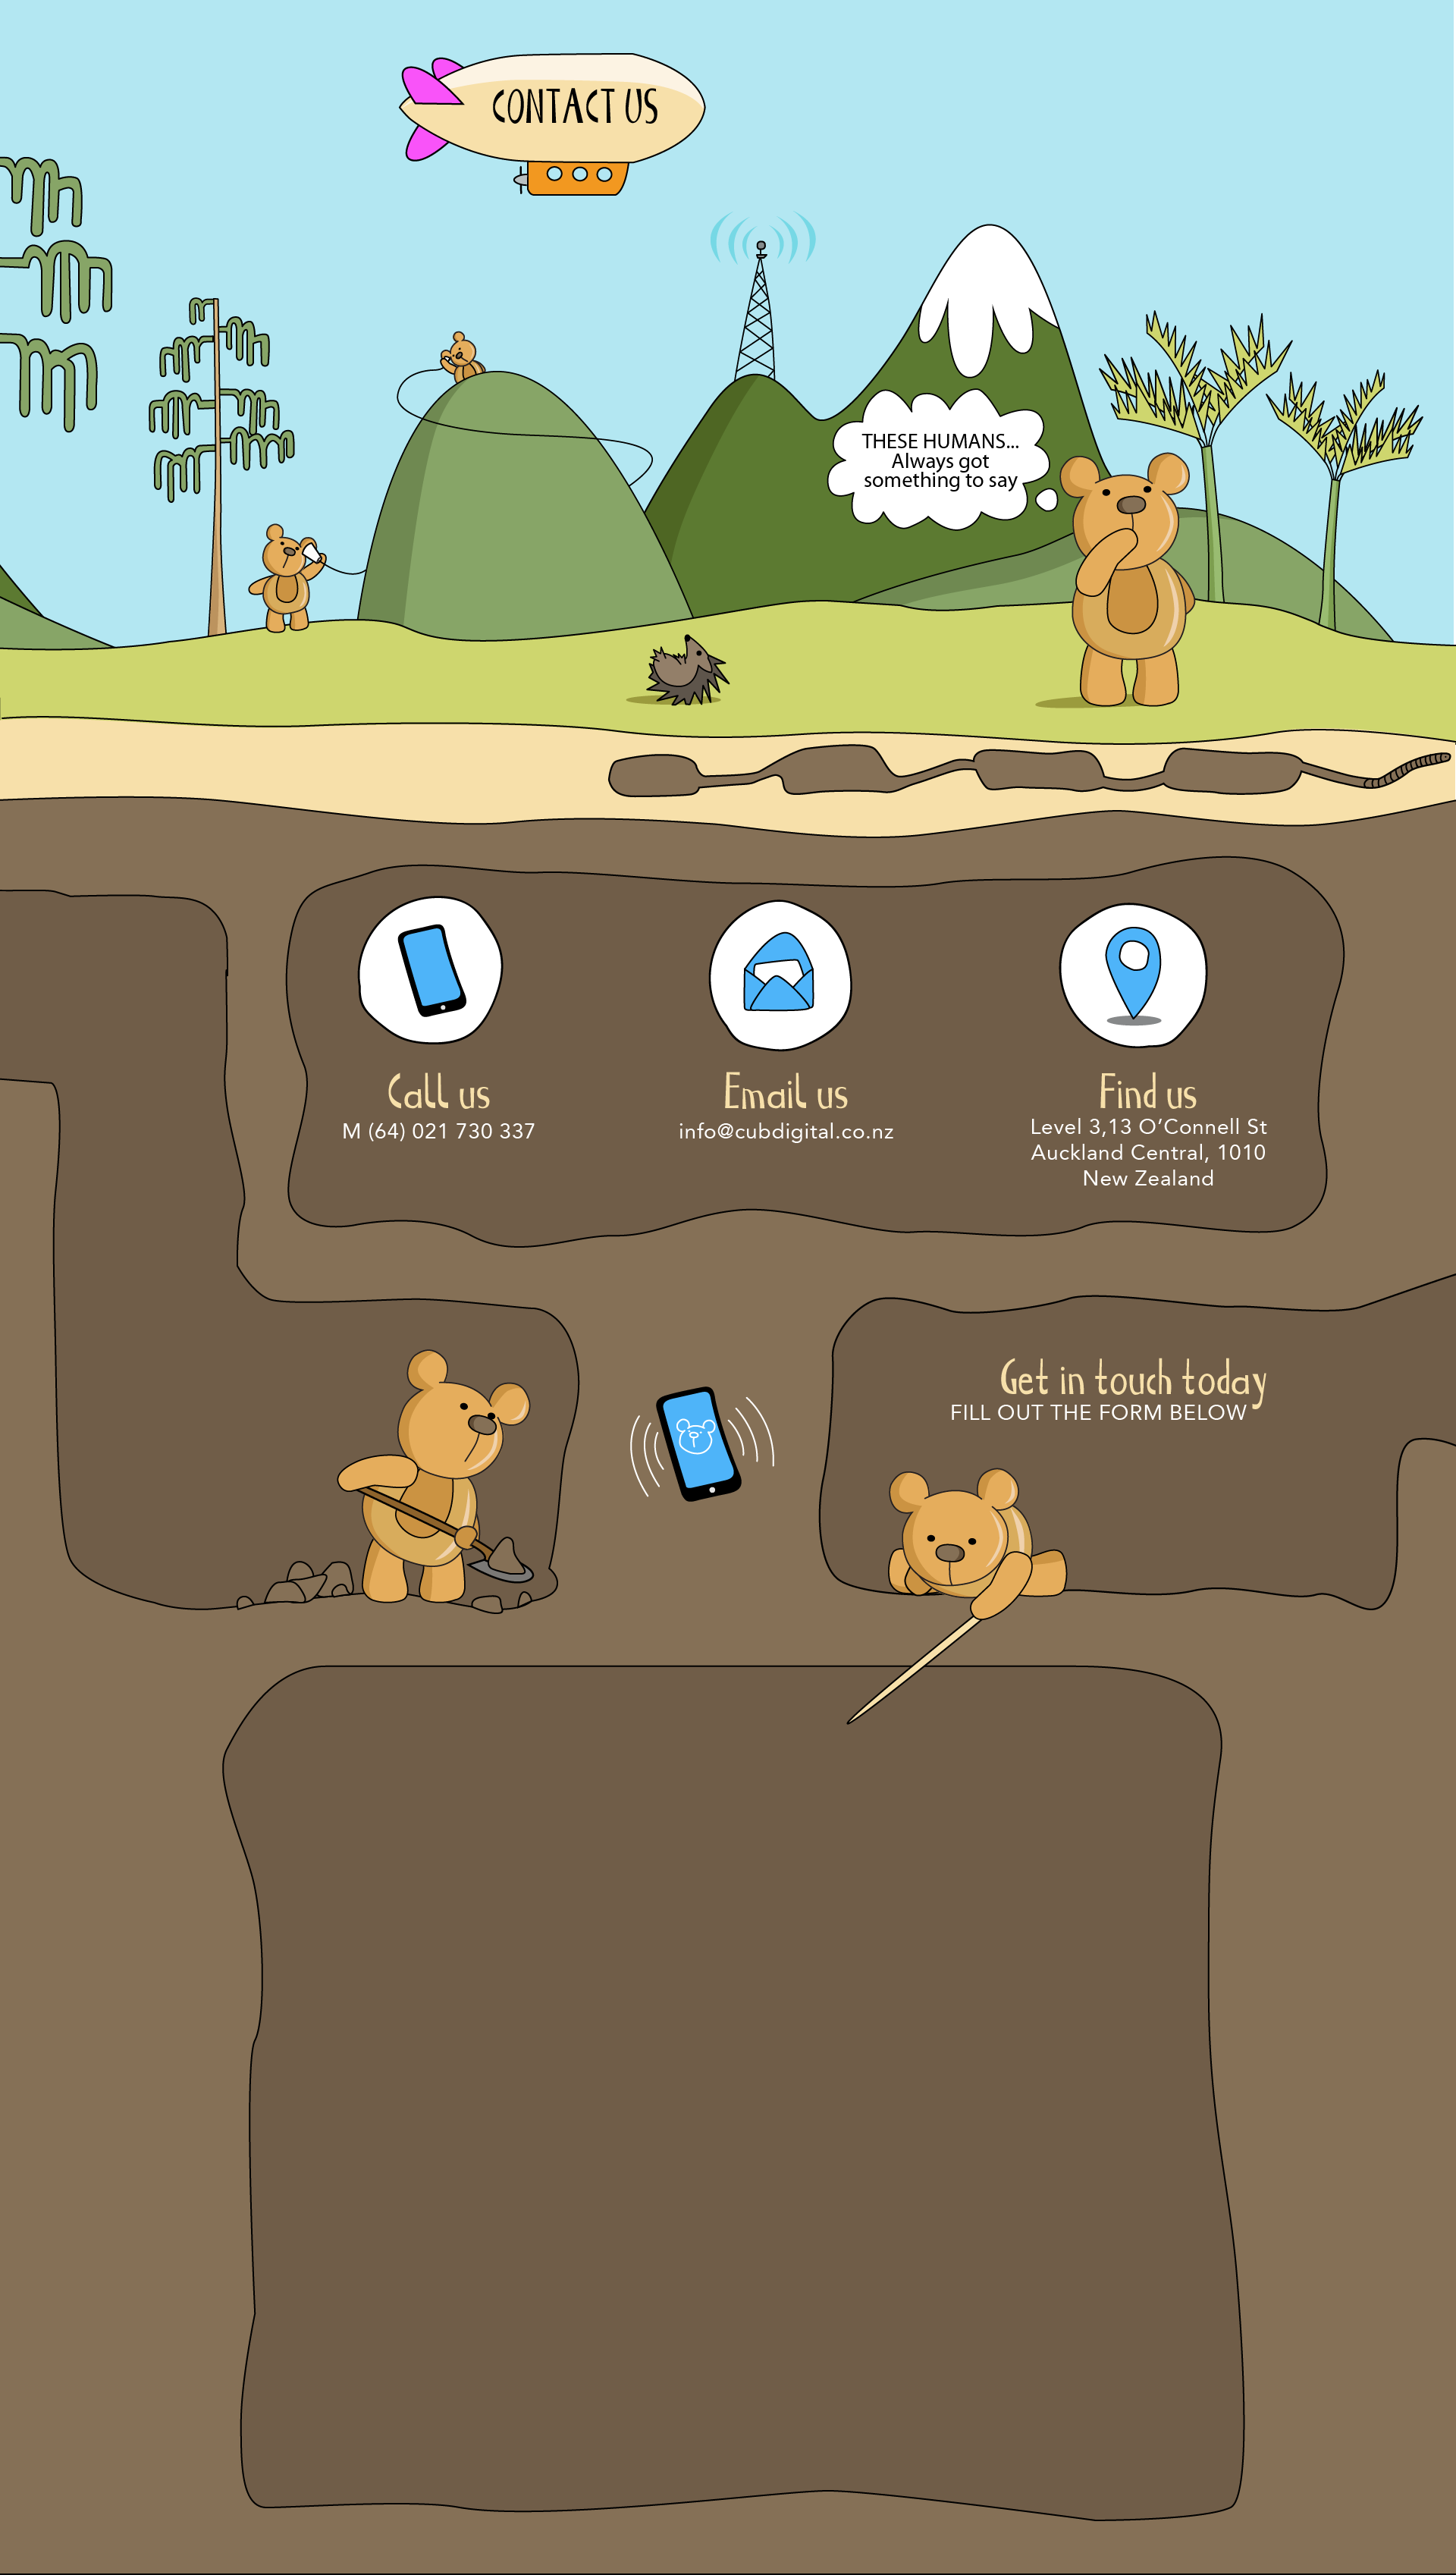 CONTACT US
THESE HUMANS...
Always got
something to say
Call us
M (64) 021 730 337
Email us
info@cubdigital.co.nz
Find us
Level 3,13 O’Connell St
Auckland Central, 1010
New Zealand
Get in touch today
FILL OUT THE FORM BELOW